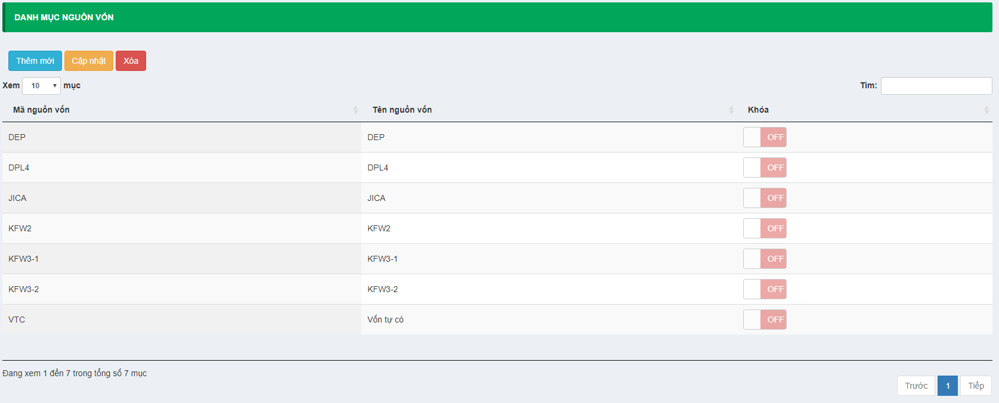 DANH MỤC NGUỒN VỐN
Thêm mới Cập nhật Xóa
Xem 10 mục Tìm:
Mã nguồn vốn Tên nguồn vốn Khóa
DEP DEP OFF
DPL4 DPL4 OFF
JICA JICA OFF
KFW2 KFW2 OFF
KFW3-1 KFW3-1 OFF
KFW3-2 KFW3-2 OFF
VTC Vốn tự có OFF
Đang xem 1 đến 7 trong tổng số 7 mục
Trước 1 Tiếp